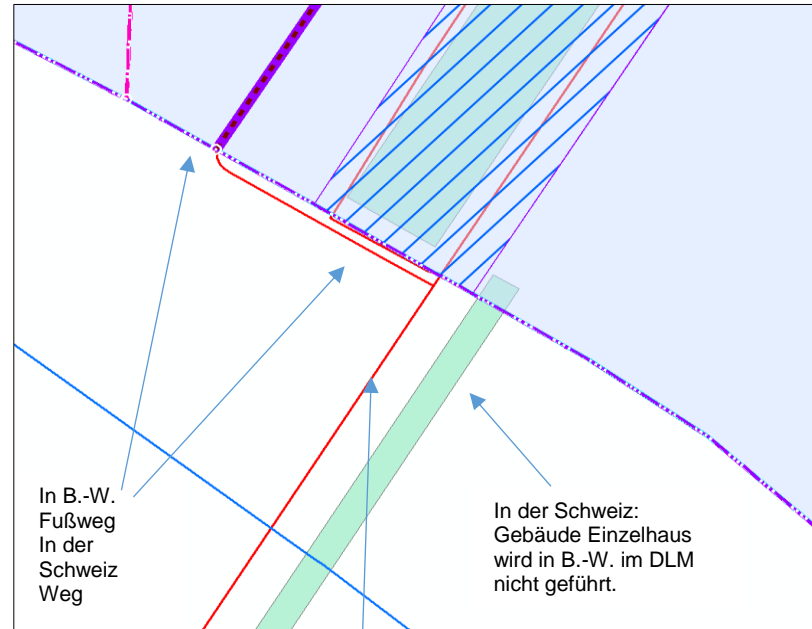 In B.-W.
Fußweg
In der
Schweiz
Weg
In der Schweiz:
Gebäude Einzelhaus
wird in B.-W. im DLM
nicht geführt.